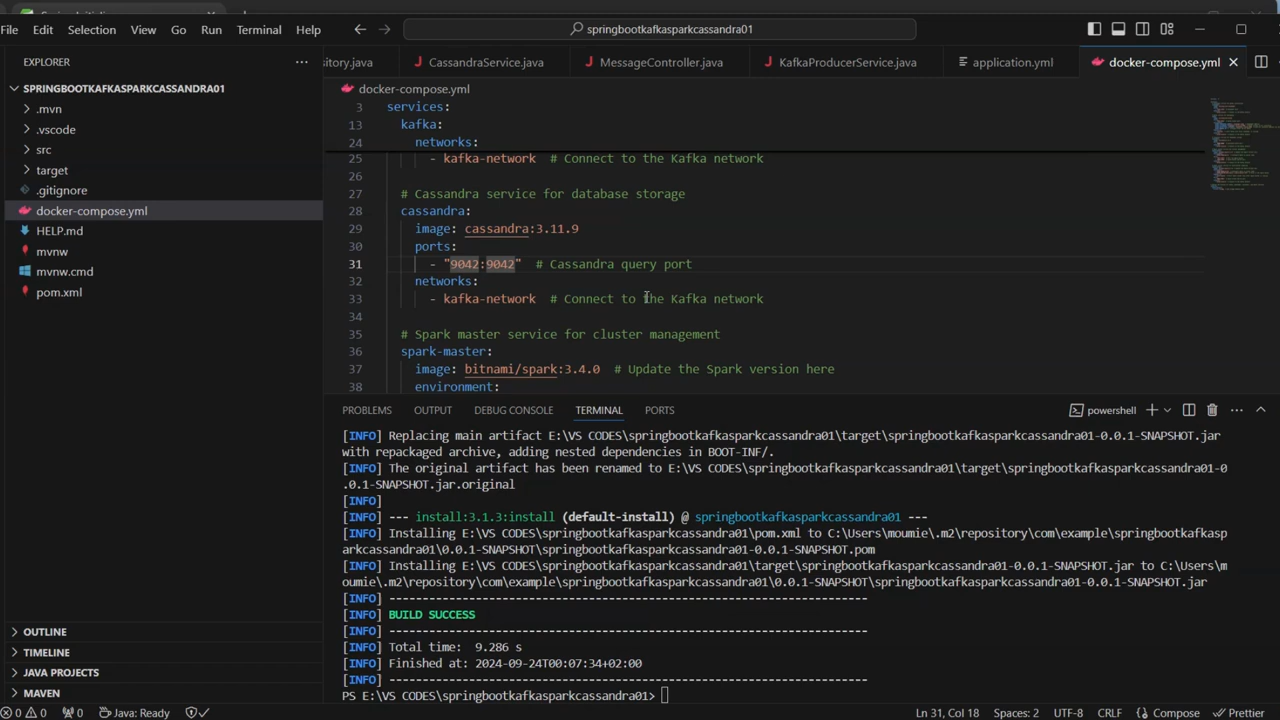 File Edit Selection View Go Run Terminal Help
springbootkafkasparkcassandra01
EXPLORER
SPRINGBOOTKAFKASPARKCASSANDRA01
.mvn
.vscode
src
target
.gitignore
docker-compose.yml
HELP.md
mvnw
mvnw.cmd
pom.xml
OUTLINE
TIMELINE
JAVA PROJECTS
MAVEN
sitory.java CassandraService.java MessageController.java KafkaProducerService.java application.yml docker-compose.yml
docker-compose.yml
3 services:
13 kafka:
24 networks:
25 - kafka-network # Connect to the Kafka network
26
27 # Cassandra service for database storage
28 cassandra:
29 image: cassandra:3.11.9
30 ports:
31 - "9042:9042" # Cassandra query port
32 networks:
33 - kafka-network # Connect to the Kafka network
34
35 # Spark master service for cluster management
36 spark-master:
37 image: bitnami/spark:3.4.0 # Update the Spark version here
38 environment:
PROBLEMS OUTPUT DEBUG CONSOLE TERMINAL PORTS
powershell
[INFO] Replacing main artifact E:\VS CODES\springbootkafkasparkcassandra01\target\springbootkafkasparkcassandra01-0.0.1-SNAPSHOT.jar
with repackaged archive, adding nested dependencies in BOOT-INF/.
[INFO] The original artifact has been renamed to E:\VS CODES\springbootkafkasparkcassandra01\target\springbootkafkasparkcassandra01-0
.0.1-SNAPSHOT.jar.original
[INFO]
[INFO] --- install:3.1.3:install (default-install) @ springbootkafkasparkcassandra01 ---
[INFO] Installing E:\VS CODES\springbootkafkasparkcassandra01\pom.xml to C:\Users\moumie\.m2\repository\com\example\springbootkafkasp
arkcassandra01\0.0.1-SNAPSHOT\springbootkafkasparkcassandra01-0.0.1-SNAPSHOT.pom
[INFO] Installing E:\VS CODES\springbootkafkasparkcassandra01\target\springbootkafkasparkcassandra01-0.0.1-SNAPSHOT.jar to C:\Users\m
oumie\.m2\repository\com\example\springbootkafkasparkcassandra01\0.0.1-SNAPSHOT\springbootkafkasparkcassandra01-0.0.1-SNAPSHOT.jar
[INFO] ------------------------------------------------------------------------
[INFO] BUILD SUCCESS
[INFO] ------------------------------------------------------------------------
[INFO] Total time: 9.286 s
[INFO] Finished at: 2024-09-24T00:07:34+02:00
[INFO] ------------------------------------------------------------------------
PS E:\VS CODES\springbootkafkasparkcassandra01>
0 0 0 Java: Ready Ln 31, Col 18 Spaces: 2 UTF-8 CRLF Compose Prettier